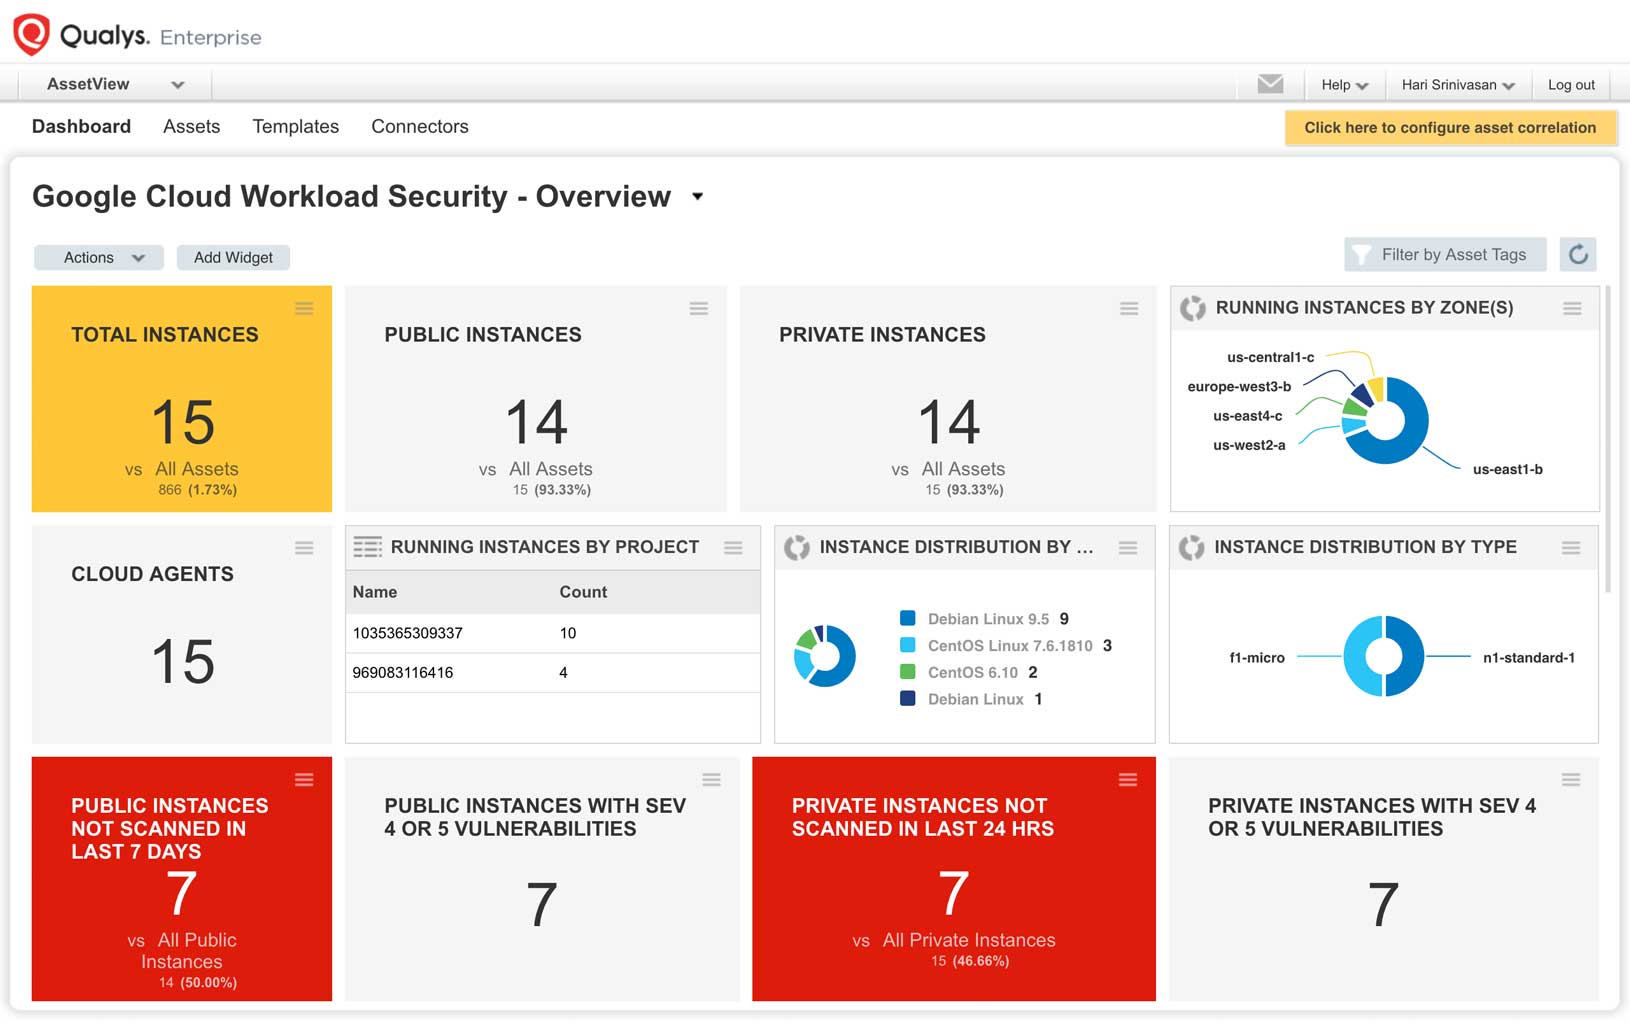 Qualys. Enterprise
AssetView
Help
Hari Srinivasan
Log out
Dashboard
Assets
Templates
Connectors
Click here to configure asset correlation
Google Cloud Workload Security - Overview
Actions
Add Widget
Filter by Asset Tags
TOTAL INSTANCES
15
vs All Assets
866 (1.73%)
PUBLIC INSTANCES
14
vs All Assets
15 (93.33%)
PRIVATE INSTANCES
14
vs All Assets
15 (93.33%)
RUNNING INSTANCES BY ZONE(S)
us-central1-c
europe-west3-b
us-east4-c
us-west2-a
us-east1-b
CLOUD AGENTS
15
RUNNING INSTANCES BY PROJECT
Name Count
1035365309337 10
969083116416 4
INSTANCE DISTRIBUTION BY ...
Debian Linux 9.5 9
CentOS Linux 7.6.1810 3
CentOS 6.10 2
Debian Linux 1
INSTANCE DISTRIBUTION BY TYPE
f1-micro
n1-standard-1
PUBLIC INSTANCES
NOT SCANNED IN
LAST 7 DAYS
7
vs All Public
Instances
14 (50.00%)
PUBLIC INSTANCES WITH SEV
4 OR 5 VULNERABILITIES
7
PRIVATE INSTANCES NOT
SCANNED IN LAST 24 HRS
7
vs All Private Instances
15 (46.66%)
PRIVATE INSTANCES WITH SEV 4
OR 5 VULNERABILITIES
7